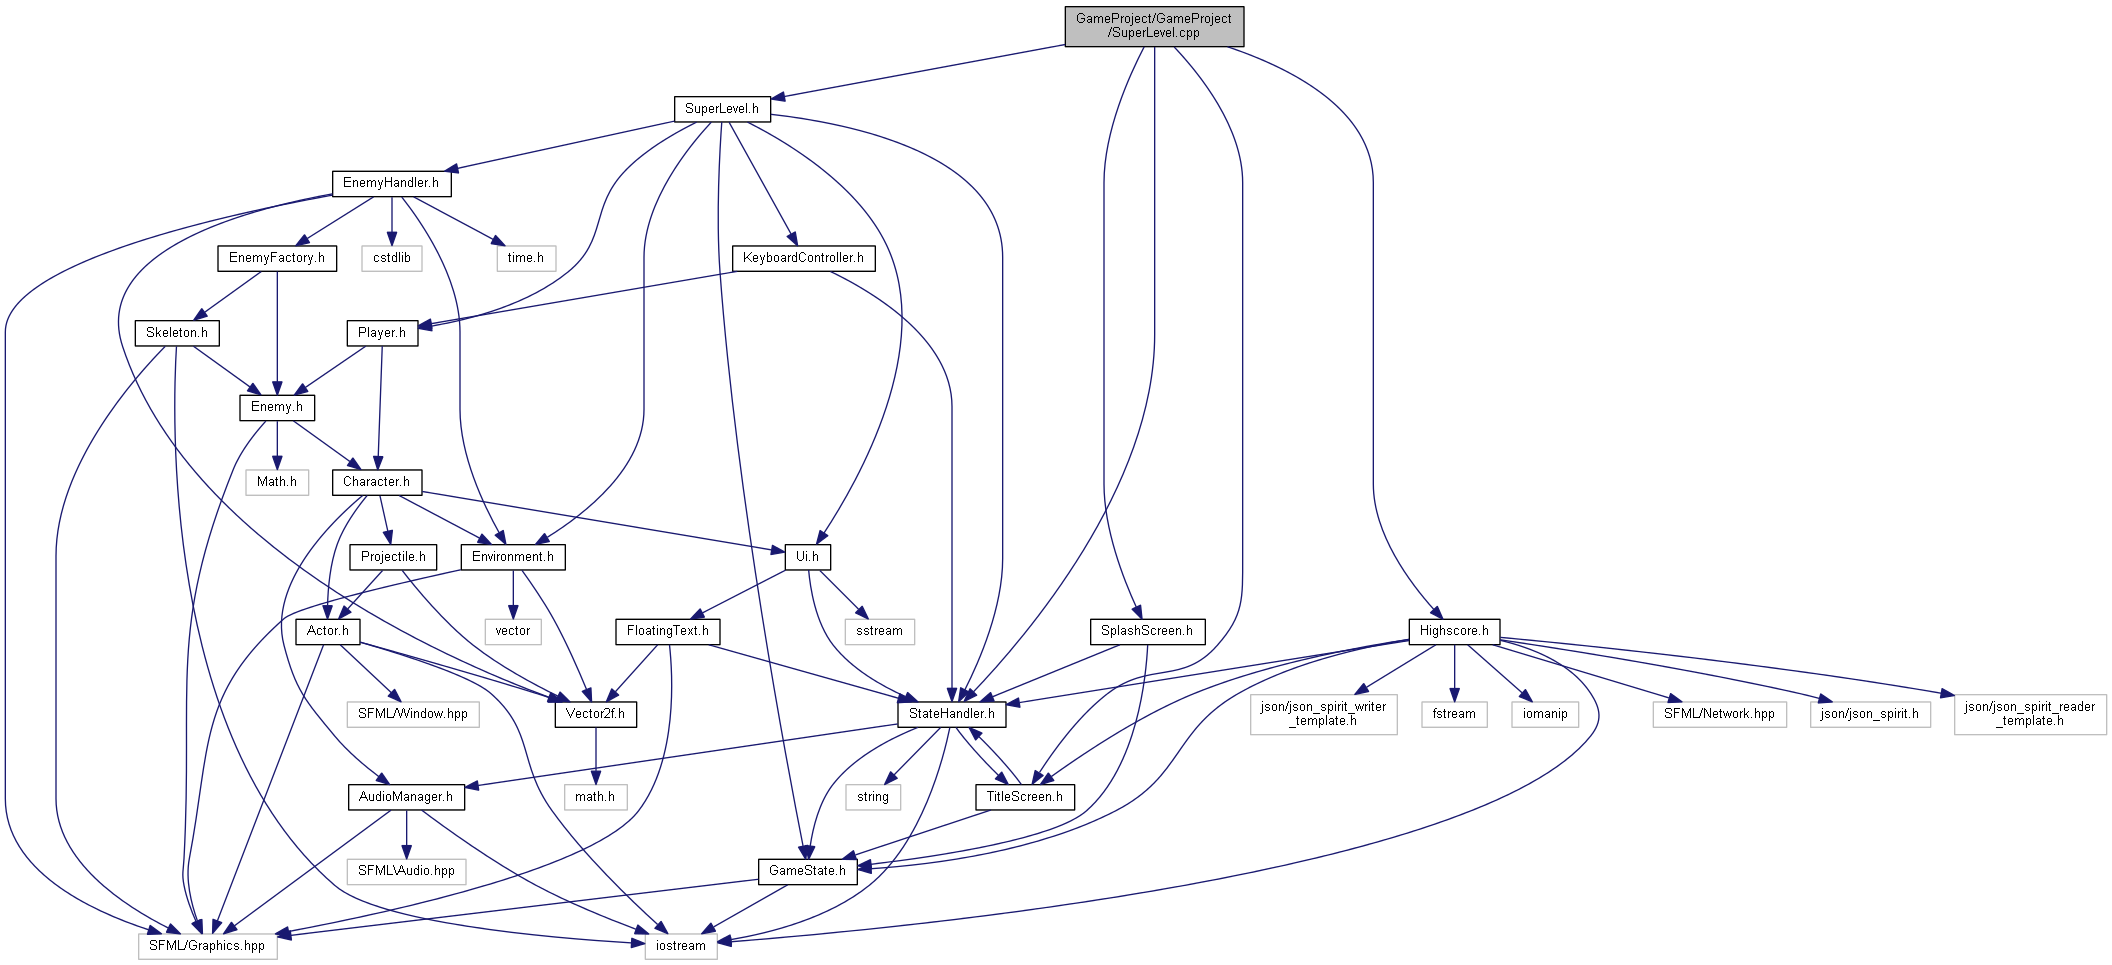 GameProject/GameProject
/SuperLevel.cpp
SuperLevel.h
EnemyHandler.h
EnemyFactory.h
cstdlib
time.h
KeyboardController.h
Skeleton.h
Player.h
Enemy.h
Math.h
Character.h
Projectile.h
Environment.h
Ui.h
Actor.h
vector
FloatingText.h
sstream
SplashScreen.h
Highscore.h
SFML/Window.hpp
Vector2f.h
StateHandler.h
json/json_spirit_writer
_template.h
fstream
iomanip
SFML/Network.hpp
json/json_spirit.h
json/json_spirit_reader
_template.h
AudioManager.h
math.h
string
TitleScreen.h
SFML\Audio.hpp
GameState.h
SFML/Graphics.hpp
iostream